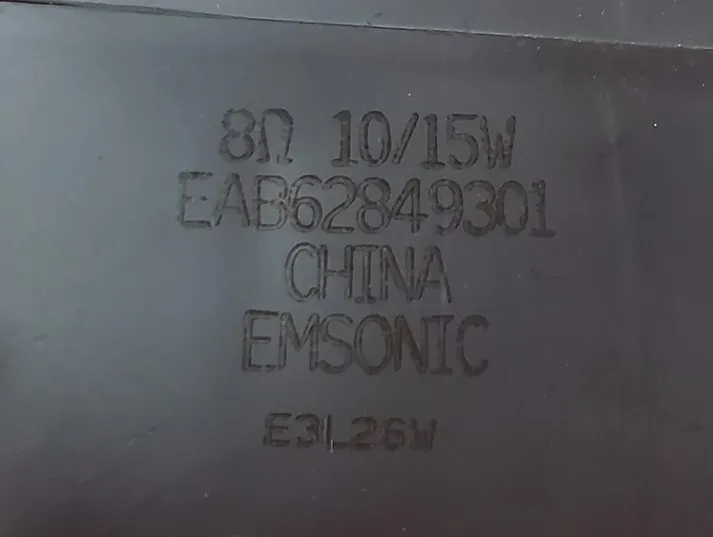 8Ω 10/15W
EAB62849301
CHINA
EMSONIC
E3L26W